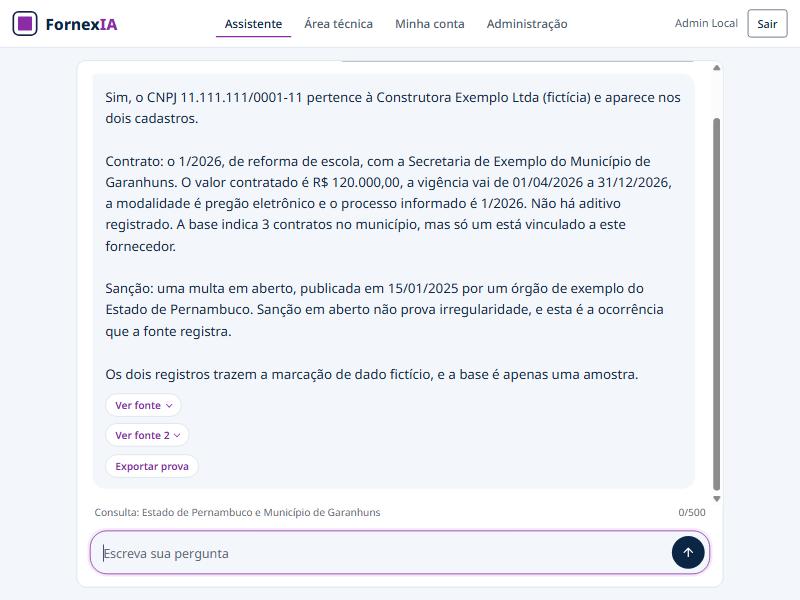 FornexIA
Assistente
Área técnica
Minha conta
Administração
Admin Local
Sair
Sim, o CNPJ 11.111.111/0001-11 pertence à Construtora Exemplo Ltda (fictícia) e aparece nos
dois cadastros.
Contrato: o 1/2026, de reforma de escola, com a Secretaria de Exemplo do Município de
Garanhuns. O valor contratado é R$ 120.000,00, a vigência vai de 01/04/2026 a 31/12/2026,
a modalidade é pregão eletrônico e o processo informado é 1/2026. Não há aditivo
registrado. A base indica 3 contratos no município, mas só um está vinculado a este
fornecedor.
Sanção: uma multa em aberto, publicada em 15/01/2025 por um órgão de exemplo do
Estado de Pernambuco. Sanção em aberto não prova irregularidade, e esta é a ocorrência
que a fonte registra.
Os dois registros trazem a marcação de dado fictício, e a base é apenas uma amostra.
Ver fonte
Ver fonte 2
Exportar prova
Consulta: Estado de Pernambuco e Município de Garanhuns
0/500
Escreva sua pergunta